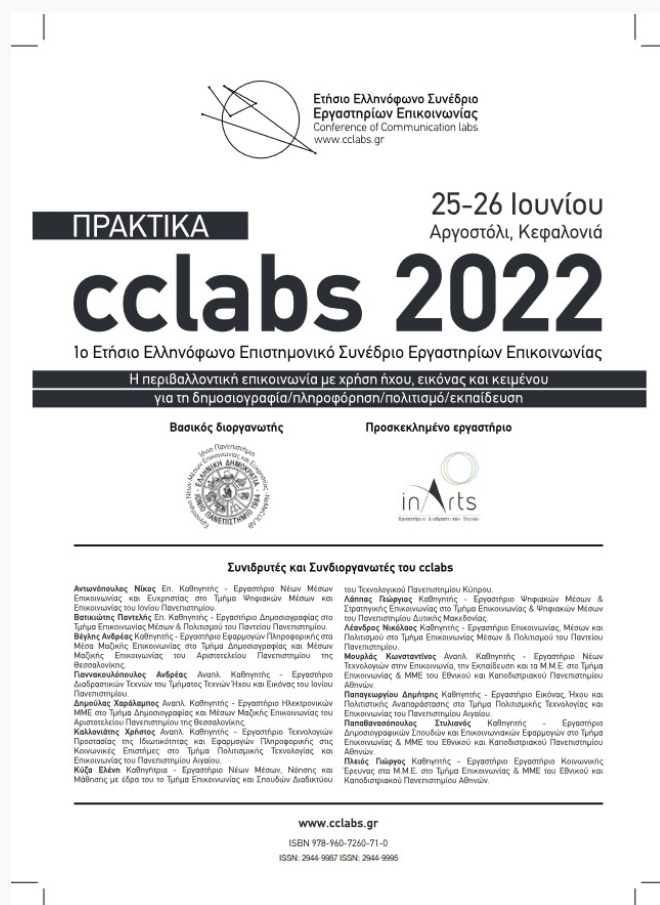 Ετήσιο Ελληνόφωνο Συνέδριο
Εργαστηρίων Επικοινωνίας
Conference of Communication labs
www.cclabs.gr
25-26 Ιουνίου
ΠΡΑΚΤΙΚΑ
Αργοστόλι, Κεφαλονιά
cclabs 2022
1ο Ετήσιο Ελληνόφωνο Επιστημονικό Συνέδριο Εργαστηρίων Επικοινωνίας
Η περιβαλλοντική επικοινωνία με χρήση ήχου, εικόνας και κειμένου
για τη δημοσιογραφία/πληροφόρηση/πολιτισμό/εκπαίδευση
Βασικός διοργανωτής
Προσκεκλημένο εργαστήριο
Ιόνιο Πανεπιστήμιο
ΕΛΛΗΝΙΚΗ ΔΗΜΟΚΡΑΤΙΑ
ΙΟΝΙΟ ΠΑΝΕΠΙΣΤΗΜΙΟ 1984
inArts
Εργαστήριο Διαδραστικών Τεχνών
Συνιδρυτές και Συνδιοργανωτές του cclabs
Αντωνόπουλος Νίκος Επ. Καθηγητής - Εργαστήριο Νέων Μέσων
Επικοινωνίας και Ευχρηστίας στο Τμήμα Ψηφιακών Μέσων και
Επικοινωνίας του Ιονίου Πανεπιστημίου.
Βατικιώτης Παντελής Επ. Καθηγητής - Εργαστήριο Δημοσιογραφίας στο
Τμήμα Επικοινωνίας Μέσων & Πολιτισμού του Παντείου Πανεπιστημίου.
Βέγλης Ανδρέας Καθηγητής - Εργαστήριο Εφαρμογών Πληροφορικής στα
Μέσα Μαζικής Επικοινωνίας στο Τμήμα Δημοσιογραφίας και Μέσων
Μαζικής Επικοινωνίας του Αριστοτελείου Πανεπιστημίου της
Θεσσαλονίκης.
Γιαννακουλόπουλος Ανδρέας Αναπλ. Καθηγητής - Εργαστήριο
Διαδραστικών Τεχνών του Τμήματος Τεχνών Ήχου και Εικόνας του Ιονίου
Πανεπιστημίου.
Δημούλας Χαράλαμπος Αναπλ. Καθηγητής - Εργαστήριο Ηλεκτρονικών
ΜΜΕ στο Τμήμα Δημοσιογραφίας και Μέσων Μαζικής Επικοινωνίας του
Αριστοτελείου Πανεπιστημίου της Θεσσαλονίκης.
Καλλονιάτης Χρήστος Αναπλ. Καθηγητής - Εργαστήριο Τεχνολογιών
Προστασίας της Ιδιωτικότητας και Εφαρμογών Πληροφορικής στις
Κοινωνικές Επιστήμες στο Τμήμα Πολιτισμικής Τεχνολογίας και
Επικοινωνίας του Πανεπιστημίου Αιγαίου.
Κύζα Ελένη Καθηγήτρια - Εργαστήριο Νέων Μέσων, Νόησης και
Μάθησης με έδρα του το Τμήμα Επικοινωνίας και Σπουδών Διαδικτύου
του Τεχνολογικού Πανεπιστημίου Κύπρου.
Λάππας Γεώργιος Καθηγητής - Εργαστήριο Ψηφιακών Μέσων &
Στρατηγικής Επικοινωνίας στο Τμήμα Επικοινωνίας & Ψηφιακών Μέσων
του Πανεπιστημίου Δυτικής Μακεδονίας.
Λέανδρος Νικόλαος Καθηγητής - Εργαστήριο Επικοινωνίας, Μέσων και
Πολιτισμού στο Τμήμα Επικοινωνίας Μέσων & Πολιτισμού του Παντείου
Πανεπιστημίου.
Μουρλάς Κωνσταντίνος Αναπλ. Καθηγητής - Εργαστήριο Νέων
Τεχνολογιών στην Επικοινωνία, την Εκπαίδευση και τα Μ.Μ.Ε. στο Τμήμα
Επικοινωνίας & ΜΜΕ του Εθνικού και Καποδιστριακού Πανεπιστημίου
Αθηνών.
Παπαγεωργίου Δημήτρης Καθηγητής - Εργαστήριο Εικόνας, Ήχου και
Πολιτιστικής Αναπαράστασης στο Τμήμα Πολιτισμικής Τεχνολογίας και
Επικοινωνίας του Πανεπιστημίου Αιγαίου.
Παπαθανασόπουλος Στυλιανός Καθηγητής - Εργαστήριο
Δημοσιογραφικών Σπουδών και Επικοινωνιακών Εφαρμογών στο Τμήμα
Επικοινωνίας & ΜΜΕ του Εθνικού και Καποδιστριακού Πανεπιστημίου
Αθηνών.
Πλειός Γιώργος Καθηγητής - Εργαστήριο Εργαστήριο Κοινωνικής
Έρευνας στα Μ.Μ.Ε. στο Τμήμα Επικοινωνίας & ΜΜΕ του Εθνικού και
Καποδιστριακού Πανεπιστημίου Αθηνών.
www.cclabs.gr
ISBN 978-960-7260-71-0
ISSN: 2944-9987 ISSN: 2944-9995